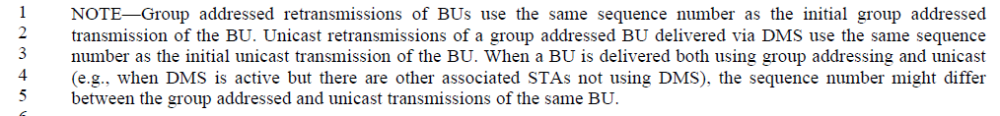 1 NOTE—Group addressed retransmissions of BUs use the same sequence number as the initial group addressed
2 transmission of the BU. Unicast retransmissions of a group addressed BU delivered via DMS use the same sequence
3 number as the initial unicast transmission of the BU. When a BU is delivered both using group addressing and unicast
4 (e.g., when DMS is active but there are other associated STAs not using DMS), the sequence number might differ
5 between the group addressed and unicast transmissions of the same BU.